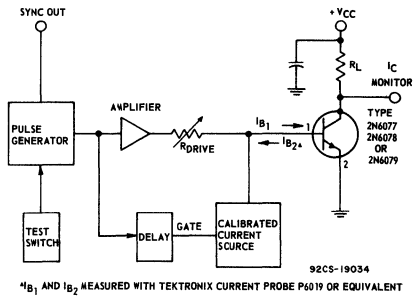 SYNC OUT
+ VCC
RL
IC
MONITOR
AMPLIFIER
PULSE
GENERATOR
RDRIVE
IB1
IB2▵
1
2
TYPE
2N6077
2N6078
OR
2N6079
TEST
SWITCH
DELAY
GATE
CALIBRATED
CURRENT
SOURCE
92CS-19034
▵IB1 AND IB2 MEASURED WITH TEKTRONIX CURRENT PROBE P6019 OR EQUIVALENT